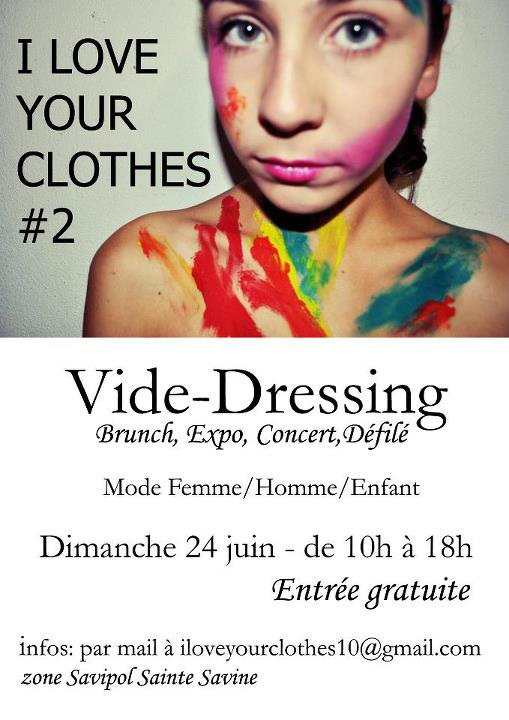 I LOVE
YOUR
CLOTHES
#2
Vide-Dressing
Brunch, Expo, Concert,Défilé
Mode Femme/Homme/Enfant
Dimanche 24 juin - de 10h à 18h
Entrée gratuite
infos: par mail à iloveyourclothes10@gmail.com
zone Savipol Sainte Savine